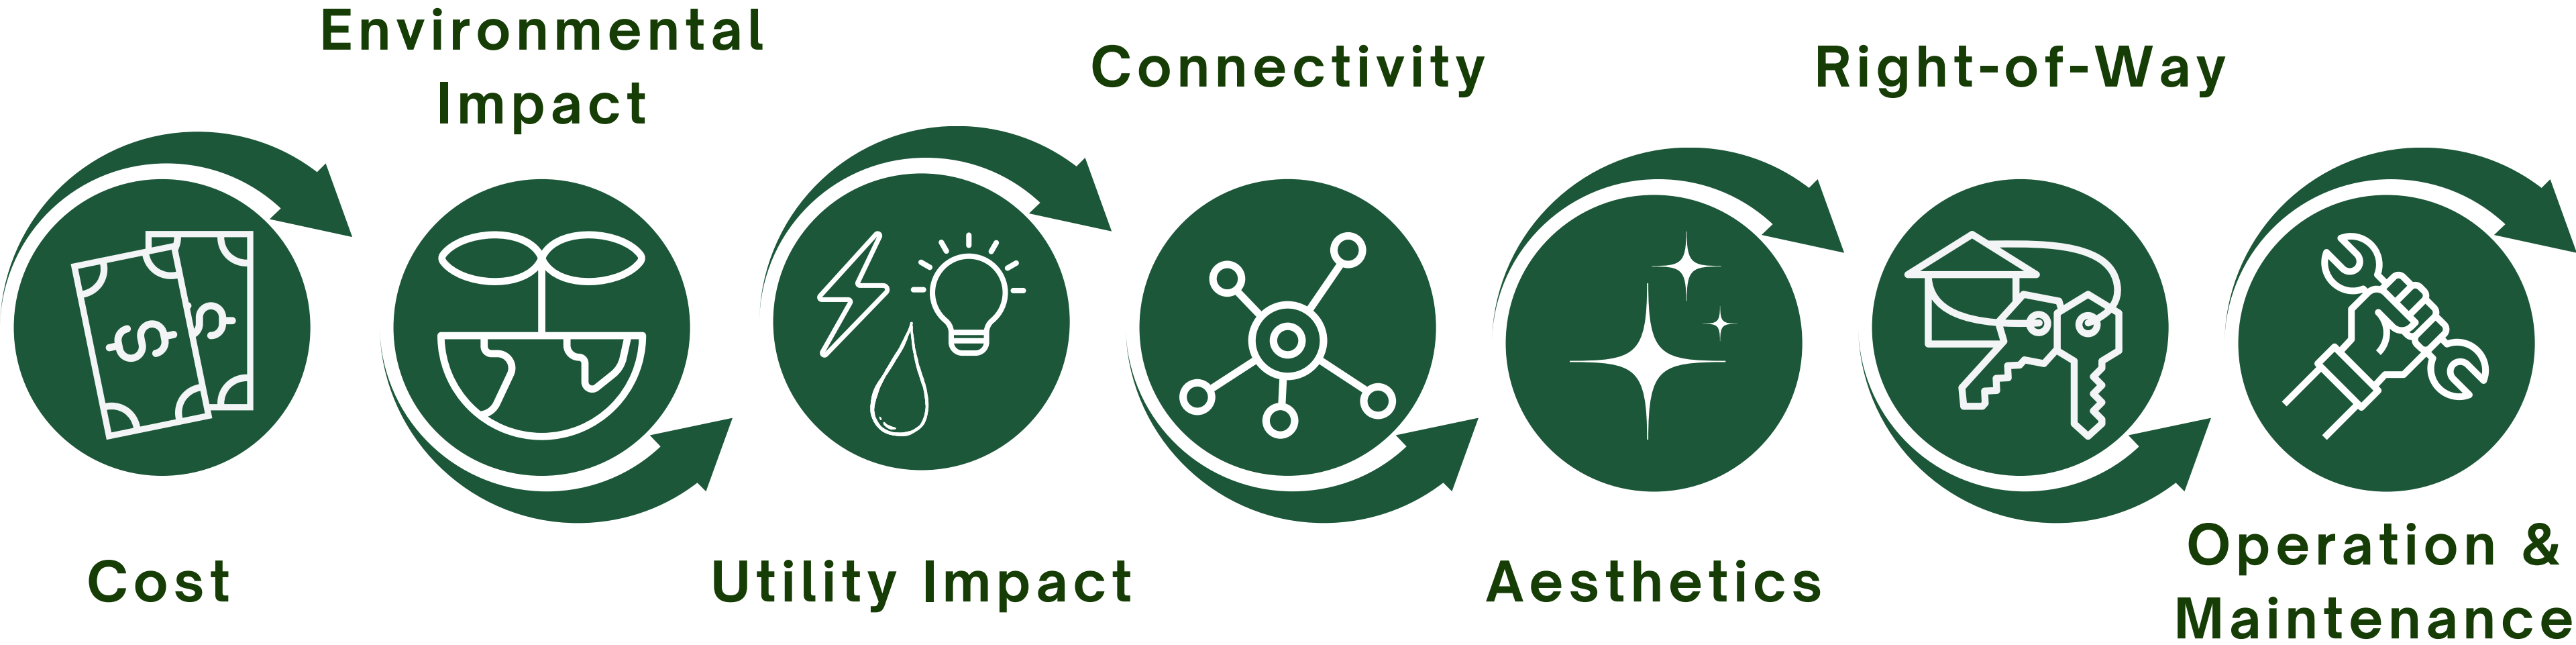 Cost
Environmental
Impact
Utility Impact
Connectivity
Aesthetics
Right-of-Way
Operation &
Maintenance
$
$